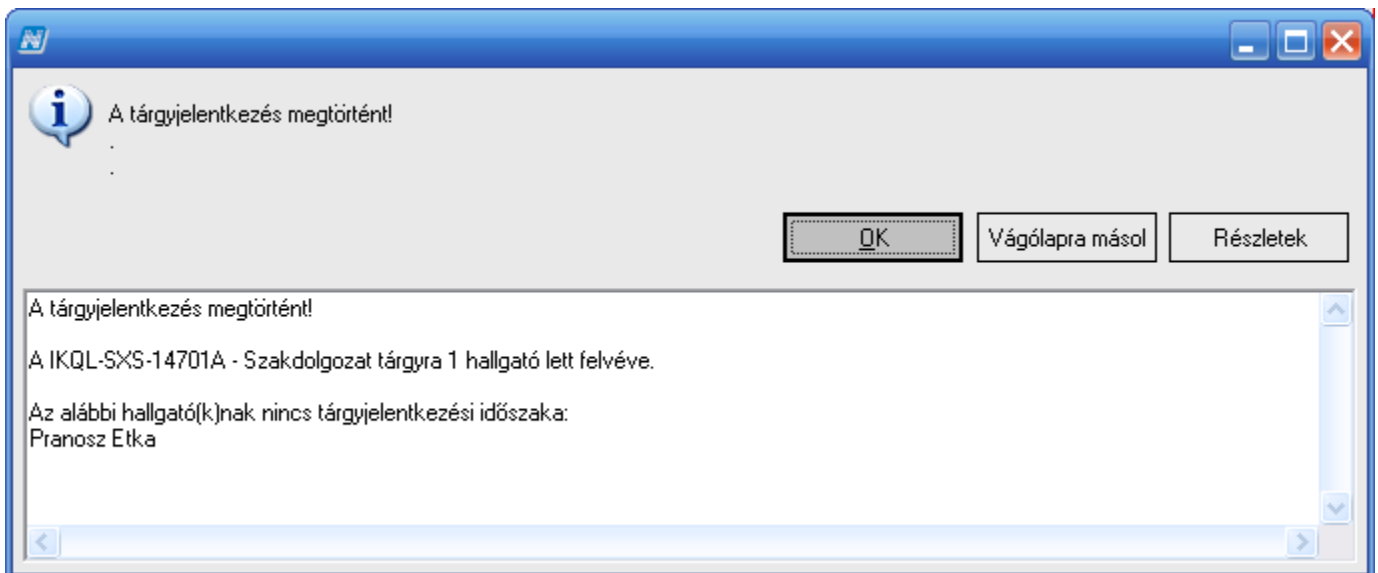 A tárgyjelentkezés megtörtént!
.
.
OK
Vágólapra másol
Részletek
A tárgyjelentkezés megtörtént!
A IKQL-SXS-14701A - Szakdolgozat tárgyra 1 hallgató lett felvéve.
Az alábbi hallgató(k)nak nincs tárgyjelentkezési időszaka:
Pranosz Etka